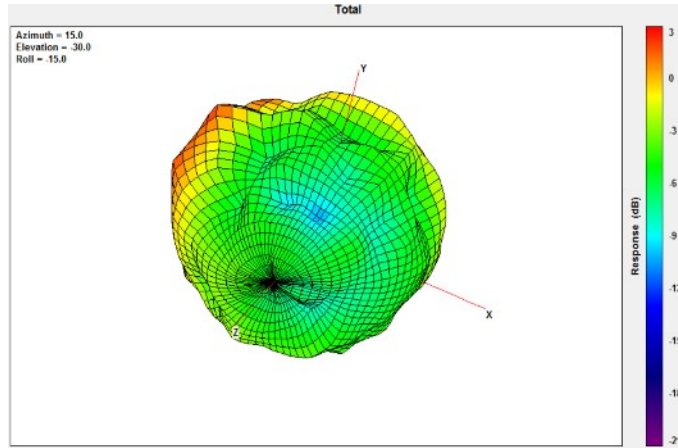 Total
Azimuth = 15.0
Elevation = -30.0
Roll = -15.0
Y
X
Z
3
0
-3
-6
-9
-15
-18
Response (dB)